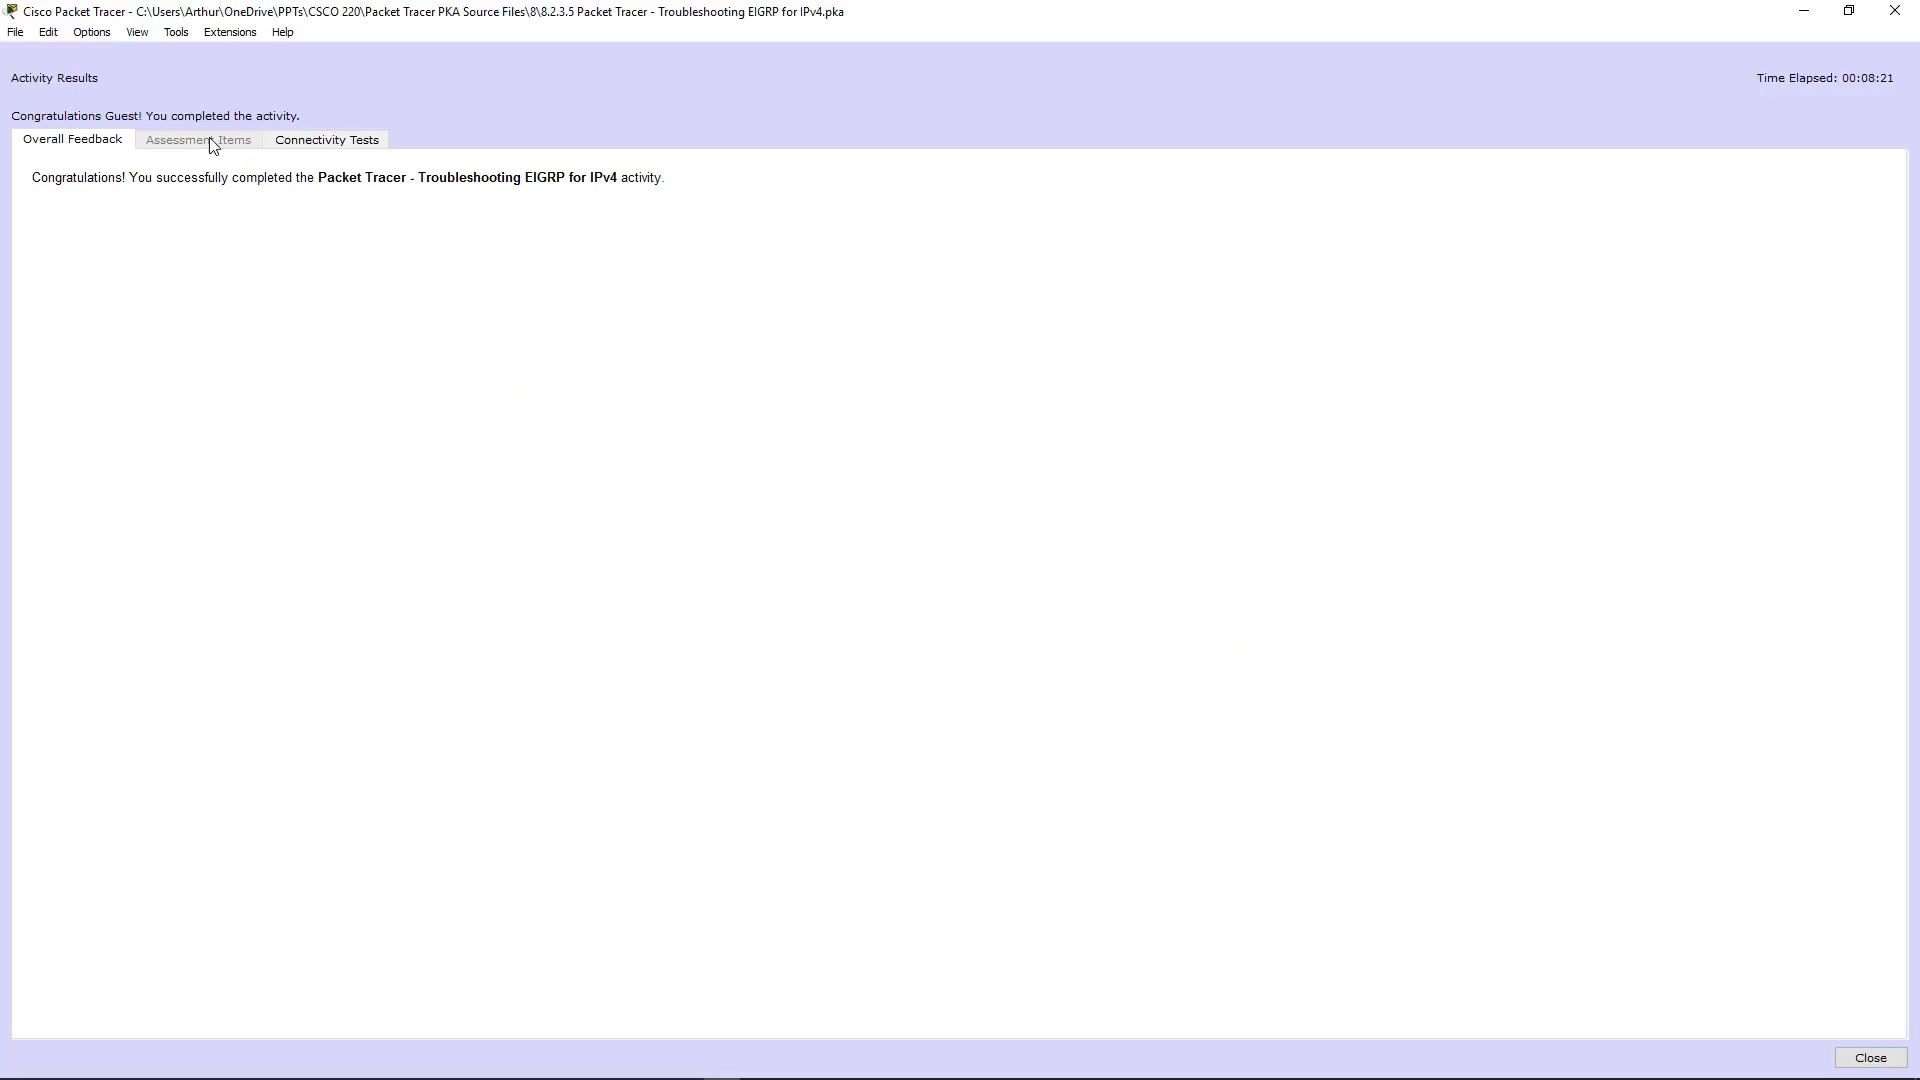 Cisco Packet Tracer - C:\Users\Arthur\OneDrive\PPTs\CSCO 220\Packet Tracer PKA Source Files\8\8.2.3.5 Packet Tracer - Troubleshooting EIGRP for IPv4.pka
File Edit Options View Tools Extensions Help
Activity Results Time Elapsed: 00:08:21
Congratulations Guest! You completed the activity.
Overall Feedback Assessment Items Connectivity Tests
Congratulations! You successfully completed the Packet Tracer - Troubleshooting EIGRP for IPv4 activity.
Close